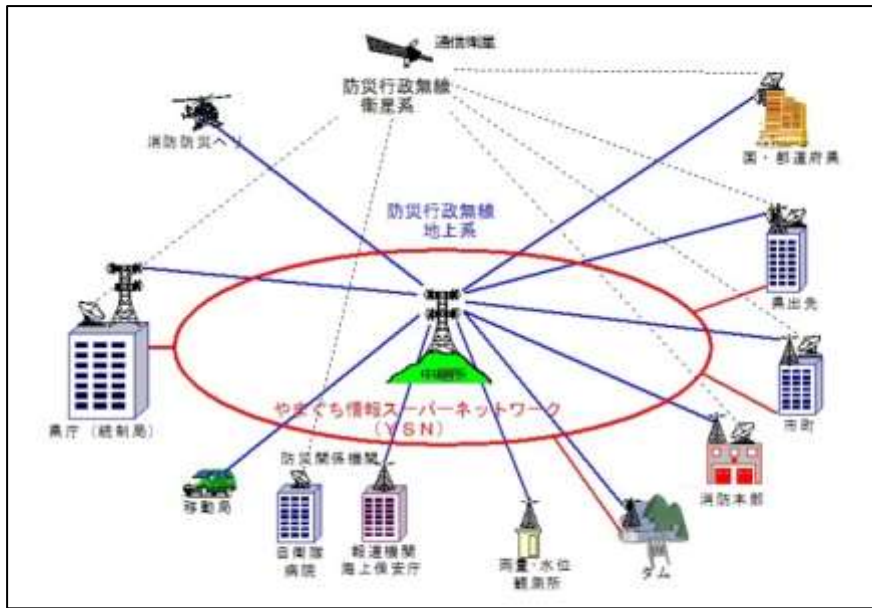 通信衛星
防災行政無線
衛星系
消防防災ヘリ
国・都道府県
防災行政無線
地上系
県出先
中継局
やまぐち情報スーパーネットワーク
（YSN）
県庁（統制局）
市町
防災関係機関
消防本部
移動局
自衛隊
病院
報道機関
海上保安庁
雨量・水位
観測所
ダム